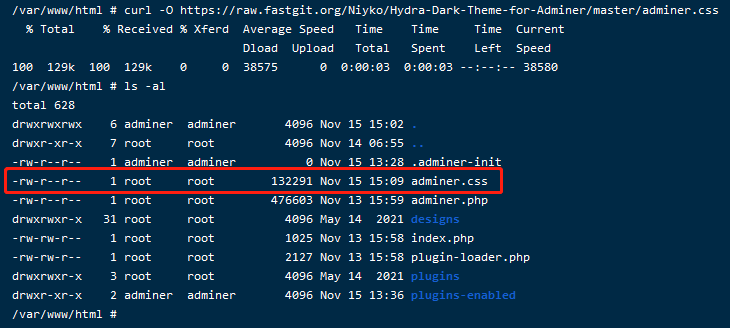 /var/www/html # curl -O https://raw.fastgit.org/Niyko/Hydra-Dark-Theme-for-Adminer/master/adminer.css
% Total % Received % Xferd Average Speed Time Time Time Current
Dload Upload Total Spent Left Speed
100 129k 100 129k 0 0 38575 0 0:00:03 0:00:03 --:--:-- 38580
/var/www/html # ls -al
total 628
drwxrwxrwx 6 adminer adminer 4096 Nov 15 15:02 .
drwxr-xr-x 7 root root 4096 Nov 14 06:55 ..
-rw-r--r-- 1 adminer adminer 0 Nov 15 13:28 .adminer-init
-rw-r--r-- 1 root root 132291 Nov 15 15:09 adminer.css
-rw-r--r-- 1 root root 476603 Nov 13 15:59 adminer.php
drwxrwxr-x 31 root root 4096 May 14 2021 designs
-rw-r--r-- 1 root root 1025 Nov 13 15:58 index.php
-rw-r--r-- 1 root root 2127 Nov 13 15:58 plugin-loader.php
drwxrwxr-x 3 root root 4096 May 14 2021 plugins
drwxr-xr-x 2 adminer adminer 4096 Nov 15 13:36 plugins-enabled
/var/www/html #